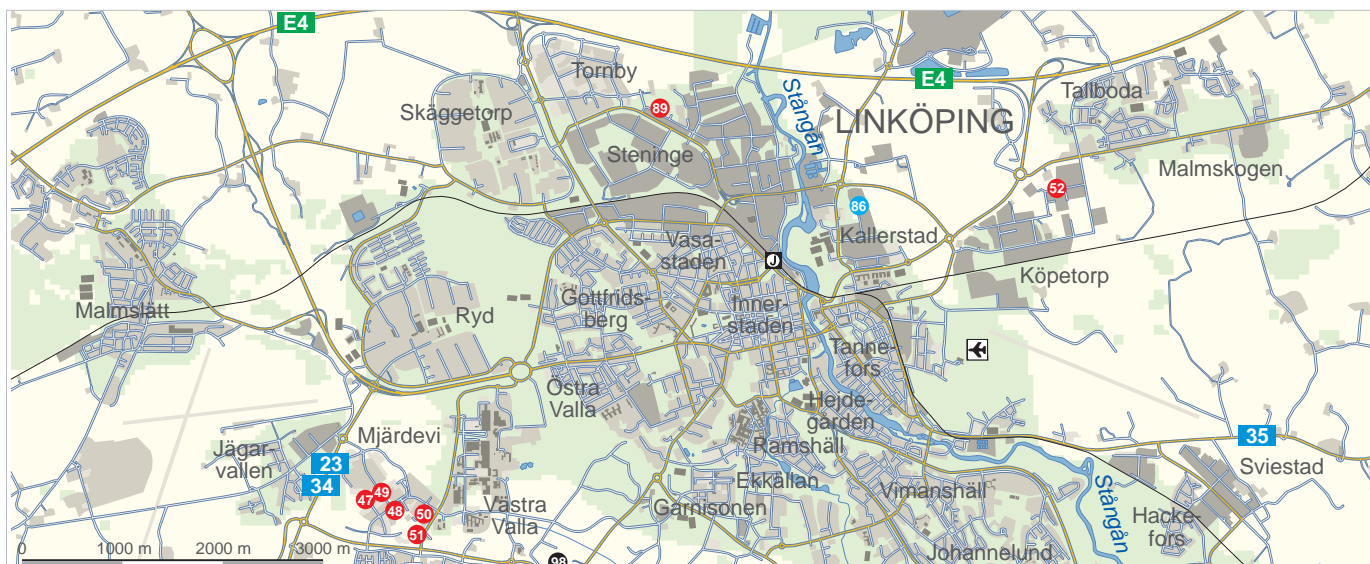 E4
Tornby
Skäggetorp
89
Stångån
E4
LINKÖPING
Tallboda
Steninge
Malmskogen
52
86
Kallerstad
Vasa-
staden
J
Köpetorp
Malmslätt
Ryd
Gottfrids-
berg
Inner-
staden
Tanne-
fors
Östra
Valla
Hejde-
gården
Ramshäll
Jägar-
vallen
Mjärdevi
23
34
35
Sviestad
47
49
48
50
51
Västra
Valla
Ekkällan
Garnisonen
Vimanshäll
Stångån
Hacke-
fors
Johannelund
98
0
1000 m
2000 m
3000 m